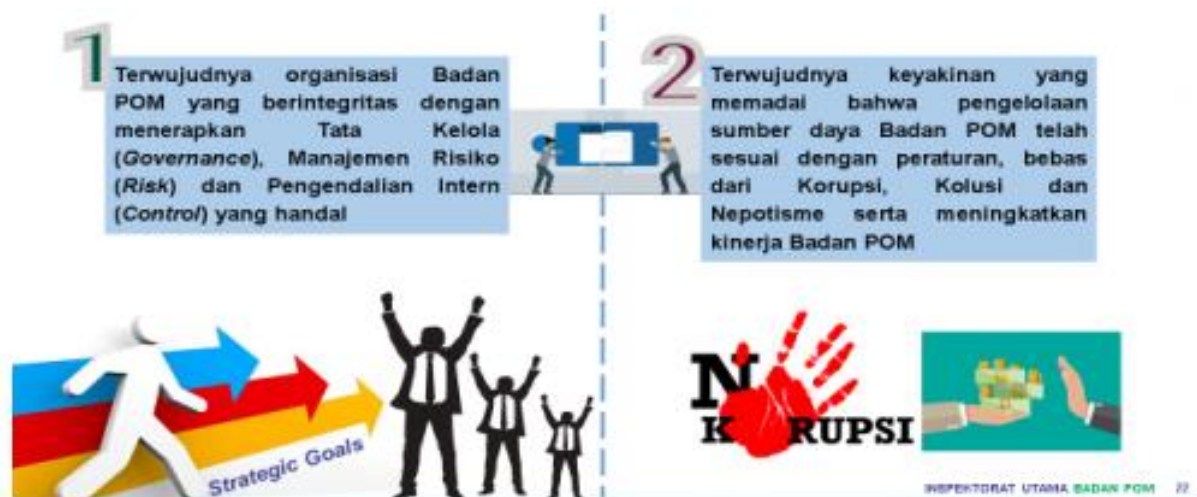 1
Terwujudnya organisasi Badan
POM yang berintegritas dengan
menerapkan Tata Kelola
(Governance), Manajemen Risiko
(Risk) dan Pengendalian Intern
(Control) yang handal
2
Terwujudnya keyakinan yang
memadai bahwa pengelolaan
sumber daya Badan POM telah
sesuai dengan peraturan, bebas
dari Korupsi, Kolusi dan
Nepotisme serta meningkatkan
kinerja Badan POM
Strategic Goals
NO
KORUPSI
INSPEKTORAT UTAMA BADAN POM 22